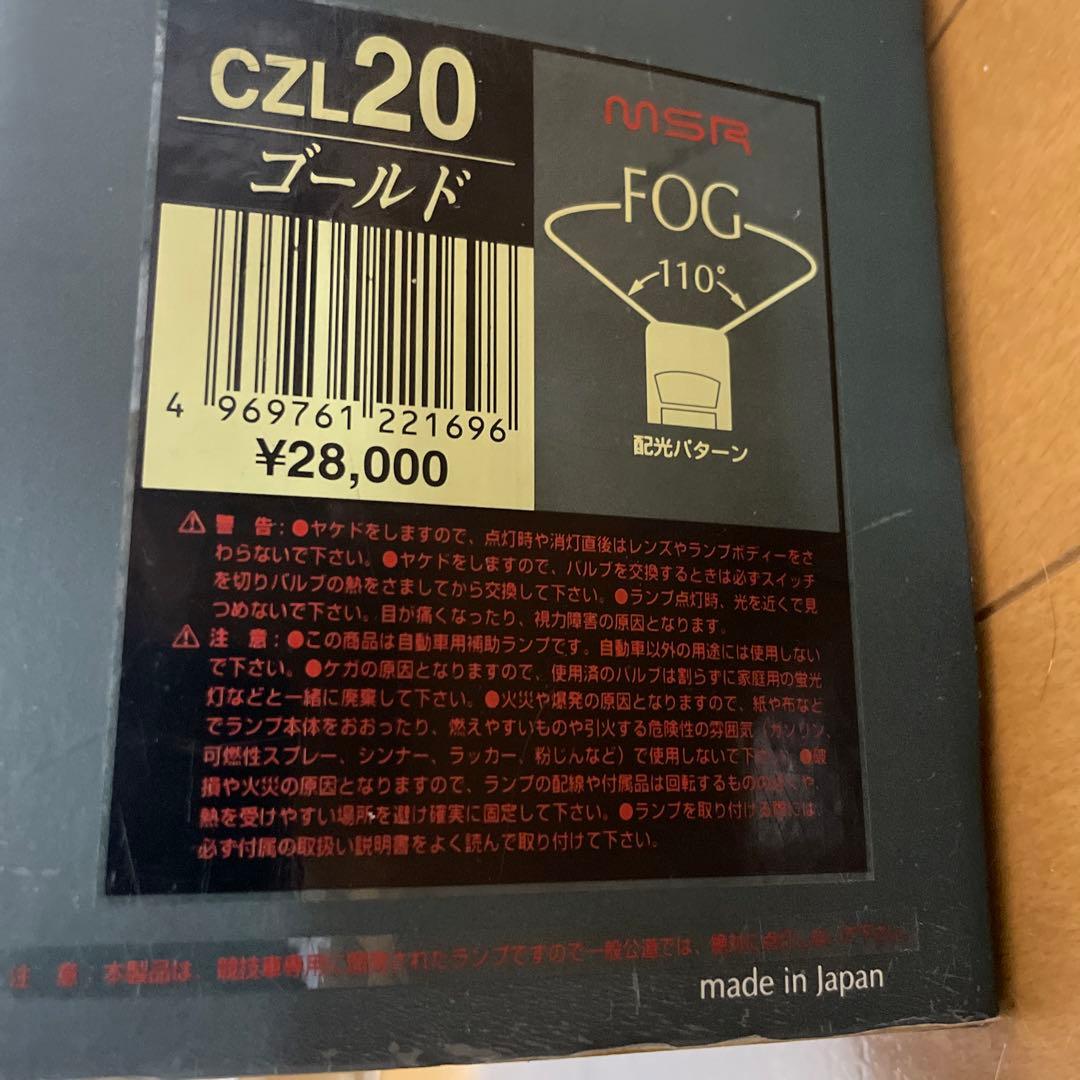 CZL20
ゴールド
4 969761 221696
¥28,000
MSR
FOG
110°
配光パターン
⚠ 警 告：●ヤケドをしますので、点灯時や消灯直後はレンズやランプボディーをさ
わらないで下さい。●ヤケドをしますので、バルブを交換するときは必ずスイッチ
を切りバルブの熱をさましてから交換して下さい。●ランプ点灯時、光を近くで見
つめないで下さい。目が痛くなったり、視力障害の原因となります。
⚠ 注 意：●この商品は自動車用補助ランプです。自動車以外の用途には使用しない
で下さい。●ケガの原因となりますので、使用済のバルブは割らずに家庭用の蛍光
灯などと一緒に廃棄して下さい。●火災や爆発の原因となりますので、紙や布など
でランプ本体をおおったり、燃えやすいものや引火する危険性の雰囲気（ガソリン、
可燃性スプレー、シンナー、ラッカー、粉じんなど）で使用しないで下さい。●破
損や火災の原因となりますので、ランプの配線や付属品は回転するものの
熱を受けやすい場所を避け確実に固定して下さい。●ランプを取り付ける際には、
必ず付属の取扱い説明書をよく読んで取り付けて下さい。
注 意：本製品は、競技車専用に開発されたランプですので一般公道では、
made in Japan